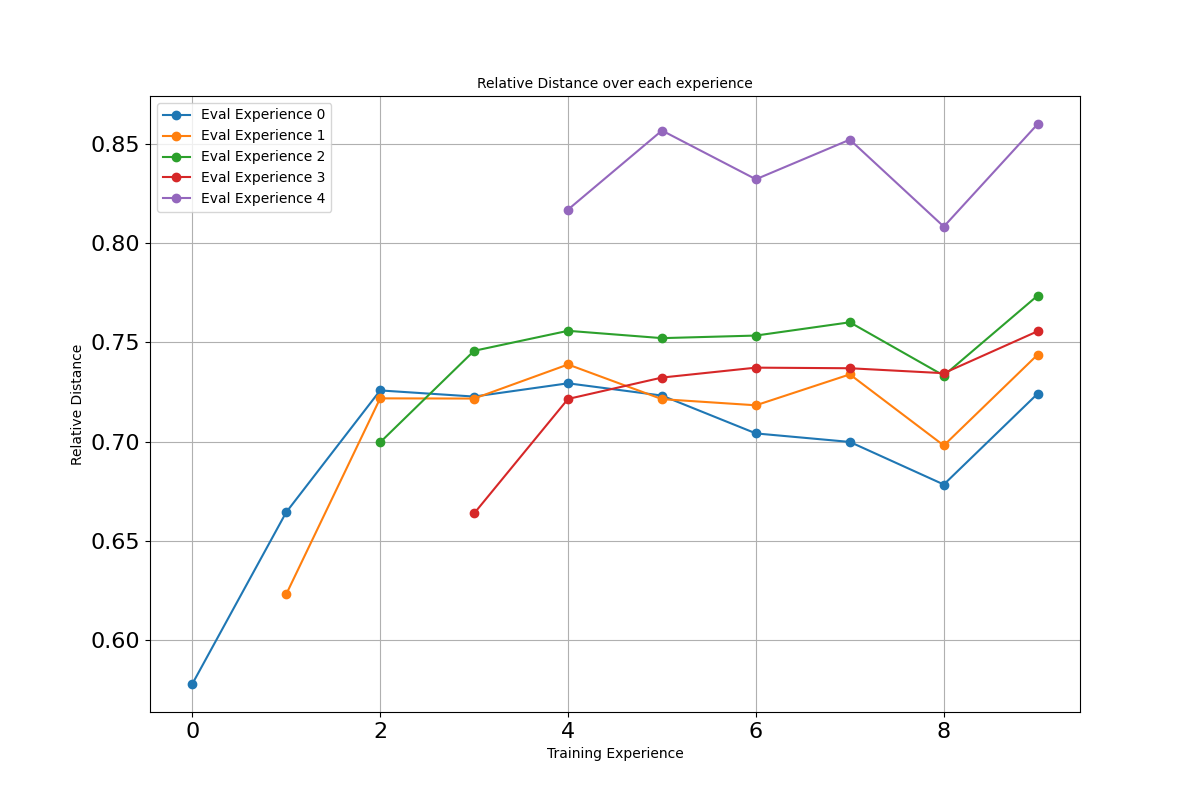 Relative Distance over each experience
Eval Experience 0
Eval Experience 1
Eval Experience 2
Eval Experience 3
Eval Experience 4
0.85
0.80
0.75
0.70
0.65
0.60
Relative Distance
0 2 4 6 8
Training Experience